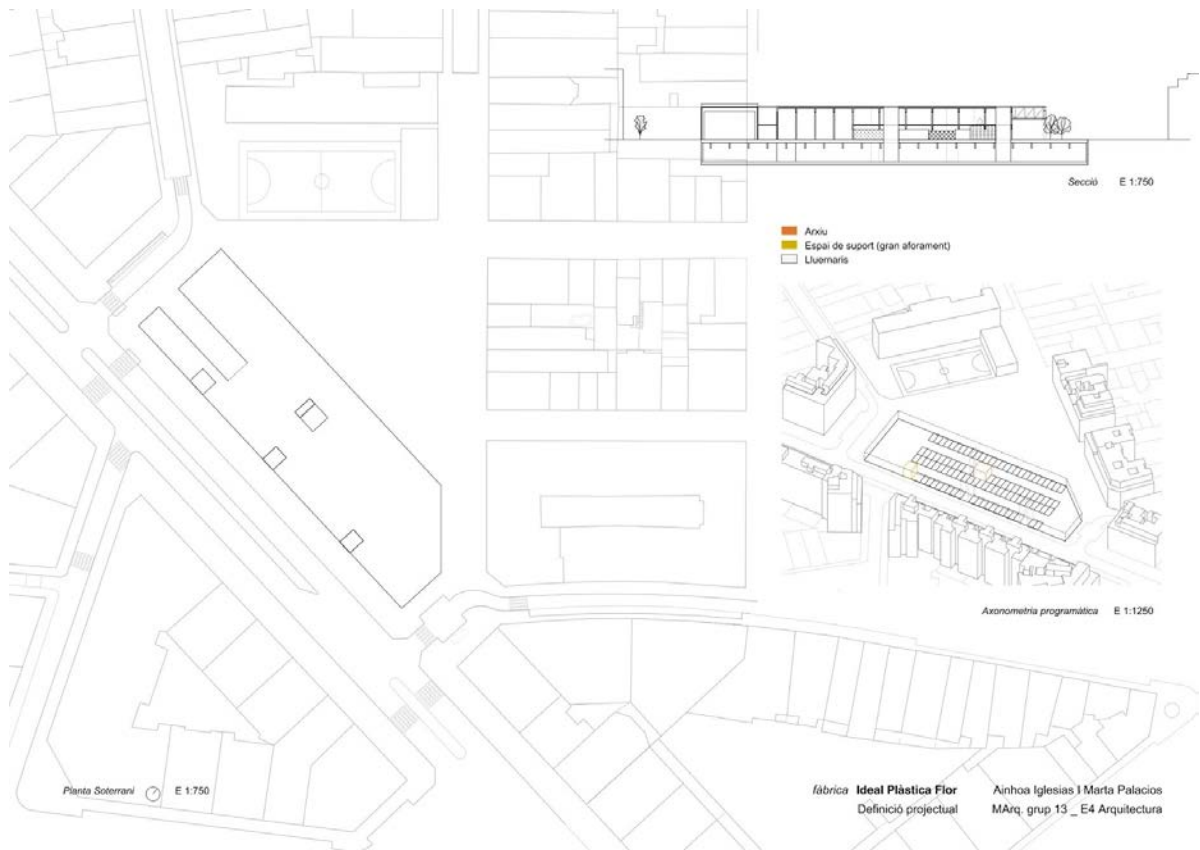 Secció E 1:750
Arxiu
Espai de suport (gran aforament)
Lluernaris
Axonometria programàtica E 1:1250
Planta Soterrani E 1:750
fàbrica Ideal Plàstica Flor Ainhoa Iglesias I Marta Palacios
Definició projectual MArq. grup 13 _ E4 Arquitectura